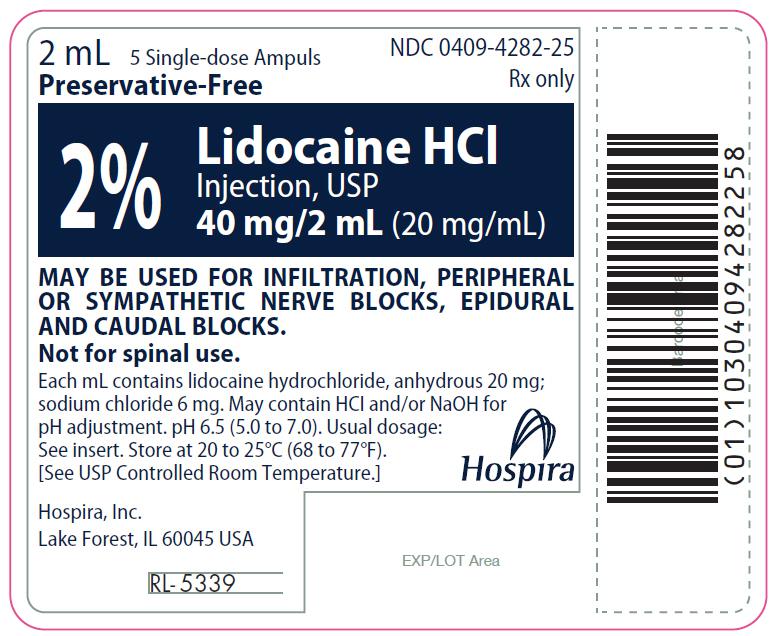 2 mL 5 Single-dose Ampuls
NDC 0409-4282-25
Preservative-Free
Rx only
2%
Lidocaine HCl
Injection, USP
40 mg/2 mL (20 mg/mL)
MAY BE USED FOR INFILTRATION, PERIPHERAL
OR SYMPATHETIC NERVE BLOCKS, EPIDURAL
AND CAUDAL BLOCKS.
Not for spinal use.
Each mL contains lidocaine hydrochloride, anhydrous 20 mg;
sodium chloride 6 mg. May contain HCl and/or NaOH for
pH adjustment. pH 6.5 (5.0 to 7.0). Usual dosage:
See insert. Store at 20 to 25°C (68 to 77°F).
[See USP Controlled Room Temperature.]
Hospira
Hospira, Inc.
Lake Forest, IL 60045 USA
RL-5339
EXP/LOT Area
(01)10304094282258